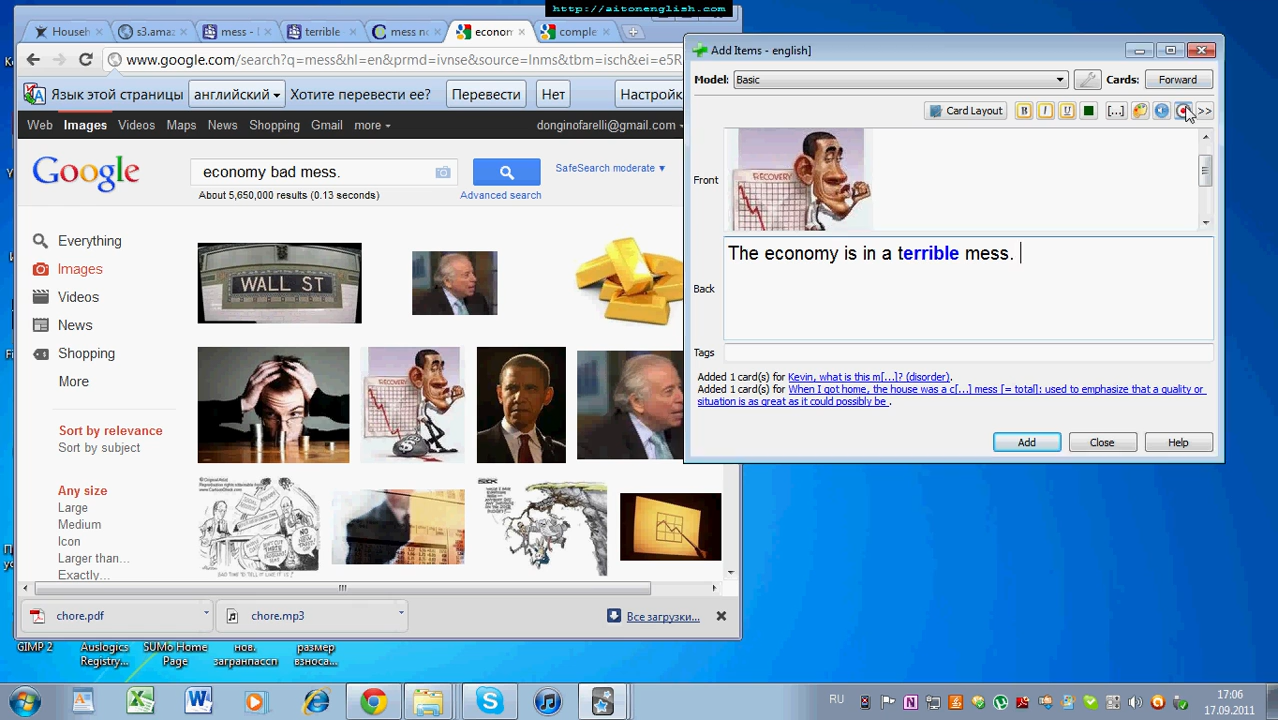 http://aitonenglish.com
Househ
s3.amaz
mess - 
terrible
mess no
econom
comple
www.google.com/search?q=mess&hl=en&prmd=ivnse&source=lnms&tbm=isch&ei=e5R
Язык этой страницы английский Хотите перевести ее? Перевести Нет Настройк
Web Images Videos Maps News Shopping Gmail more donginofarelli@gmail.com
Google
economy bad mess.
SafeSearch moderate
About 5,650,000 results (0.13 seconds)
Advanced search
Everything
Images
Videos
News
Shopping
More
Sort by relevance
Sort by subject
Any size
Large
Medium
Icon
Larger than...
Exactly...
WALL ST
RECOVERY
chore.pdf
chore.mp3
Все загрузки...
Add Items - english]
Model: Basic Cards: Forward
Card Layout B I U [...] >>
Front
RECOVERY
Back
The economy is in a terrible mess.
Tags
Added 1 card(s) for Kevin, what is this m[...]? (disorder).
Added 1 card(s) for When I got home, the house was a c[...] mess [= total]: used to emphasize that a quality or
situation is as great as it could possibly be .
Add Close Help
GIMP 2
Auslogics
Registry...
SUMo Home
Page
нов.
загранпассп
размер
взноса...
RU
17:06
17.09.2011